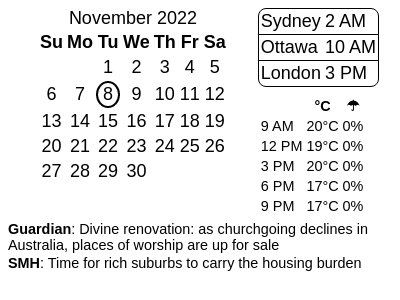 November 2022
Su Mo Tu We Th Fr Sa
1 2 3 4 5
6 7 8 9 10 11 12
13 14 15 16 17 18 19
20 21 22 23 24 25 26
27 28 29 30
Sydney 2 AM
Ottawa 10 AM
London 3 PM
°C ☂
9 AM 20°C 0%
12 PM 19°C 0%
3 PM 20°C 0%
6 PM 17°C 0%
9 PM 17°C 0%
Guardian: Divine renovation: as churchgoing declines in
Australia, places of worship are up for sale
SMH: Time for rich suburbs to carry the housing burden